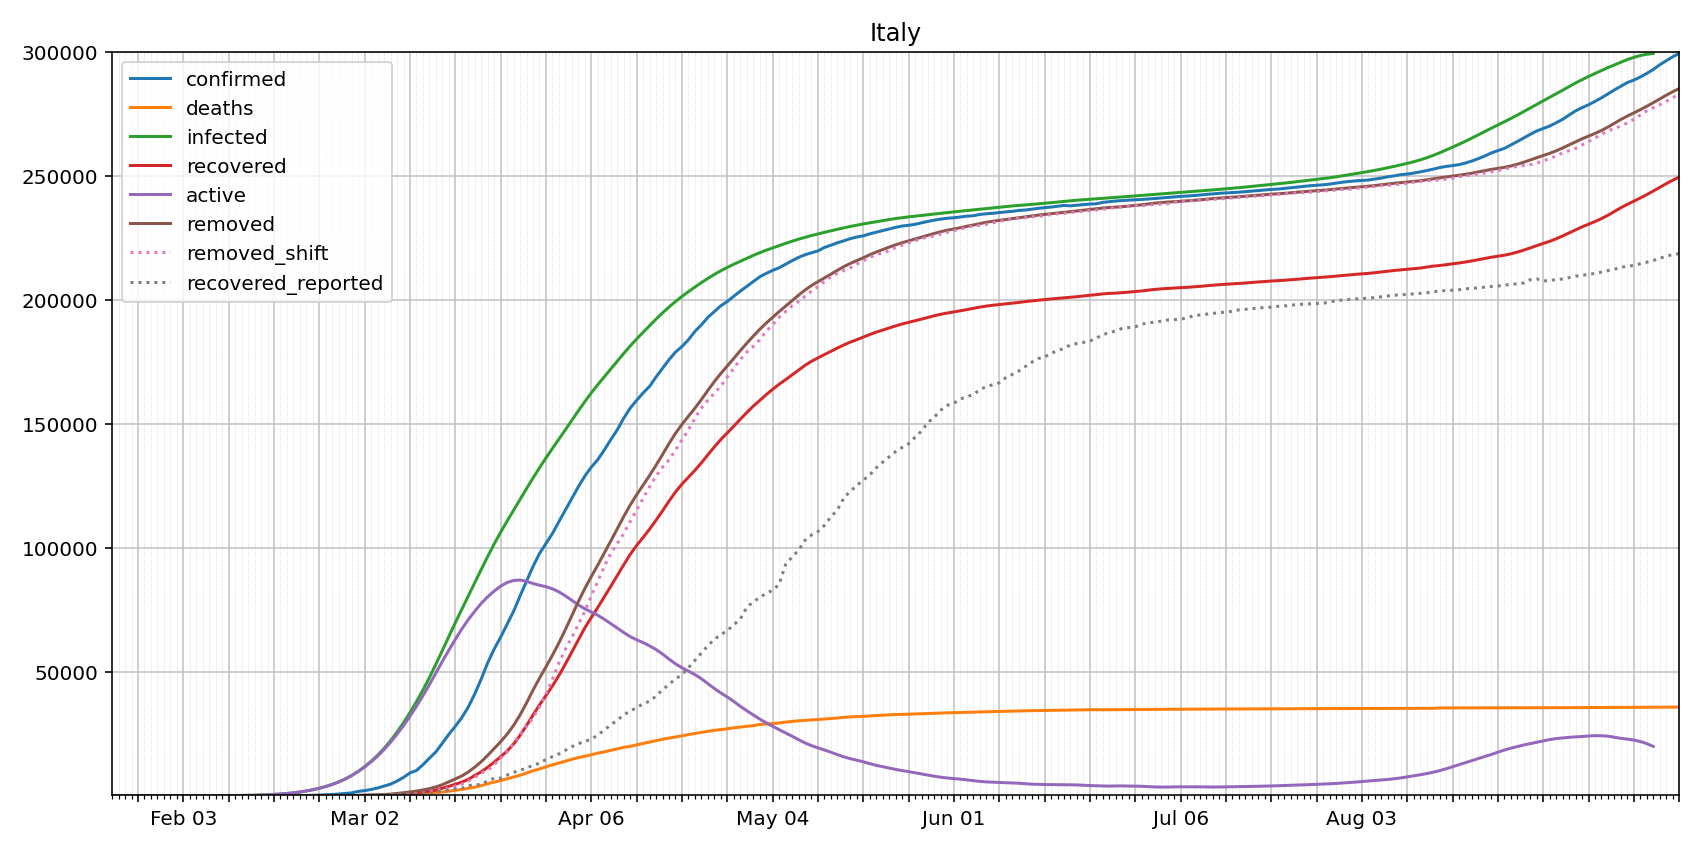 Italy
300000
250000
200000
150000
100000
50000
confirmed
deaths
infected
recovered
active
removed
removed_shift
recovered_reported
Feb 03 Mar 02 Apr 06 May 04 Jun 01 Jul 06 Aug 03